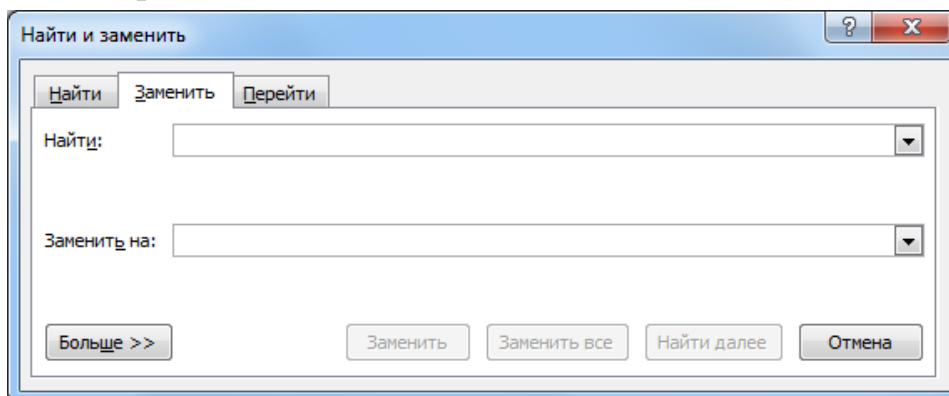 Найти и заменить
Найти Заменить Перейти
Найти:
Заменить на:
Больше >> Заменить Заменить все Найти далее Отмена